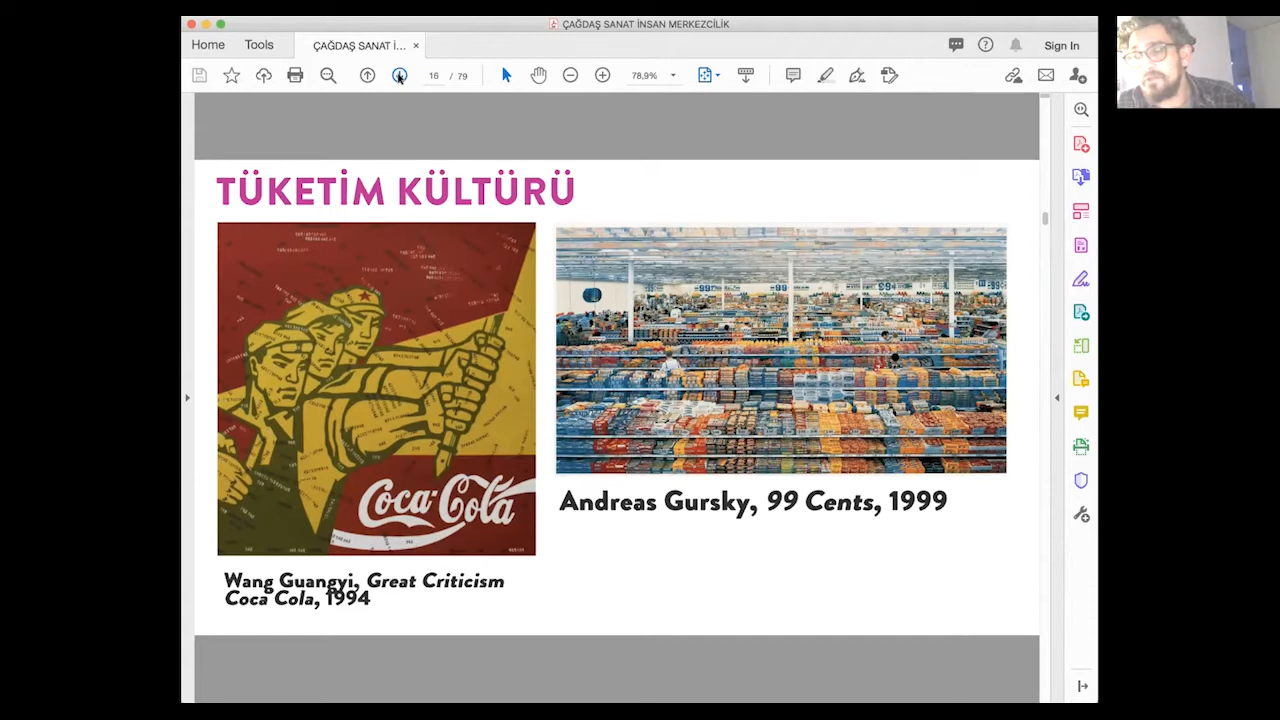 ÇAĞDAŞ SANAT İNSAN MERKEZCİLİK
Home Tools ÇAĞDAŞ SANAT İ... × Sign In
16 / 79 78,9%
TÜKETİM KÜLTÜRÜ
Coca-Cola
Andreas Gursky, 99 Cents, 1999
Wang Guangyi, Great Criticism
Coca Cola, 1994